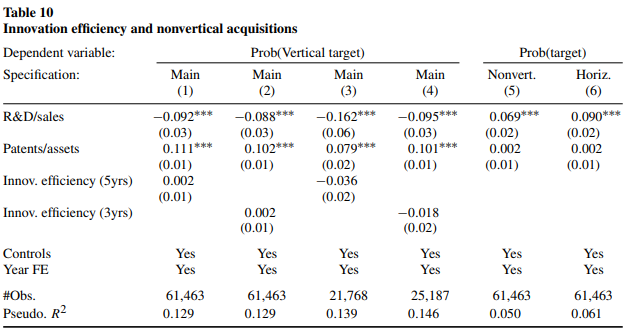 Table 10
Innovation efficiency and nonvertical acquisitions
Dependent variable: Prob(Vertical target) Prob(target)
Specification: Main Main Main Main Nonvert. Horiz.
(1) (2) (3) (4) (5) (6)
R&D/sales −0.092*** −0.088*** −0.162*** −0.095*** 0.069*** 0.090***
(0.03) (0.03) (0.06) (0.03) (0.02) (0.02)
Patents/assets 0.111*** 0.102*** 0.079*** 0.101*** 0.002 0.002
(0.01) (0.01) (0.02) (0.01) (0.01) (0.01)
Innov. efficiency (5yrs) 0.002 −0.036
(0.01) (0.02)
Innov. efficiency (3yrs) 0.002 −0.018
(0.01) (0.02)
Controls Yes Yes Yes Yes Yes Yes
Year FE Yes Yes Yes Yes Yes Yes
#Obs. 61,463 61,463 21,768 25,187 61,463 61,463
Pseudo. R² 0.129 0.129 0.139 0.146 0.050 0.061